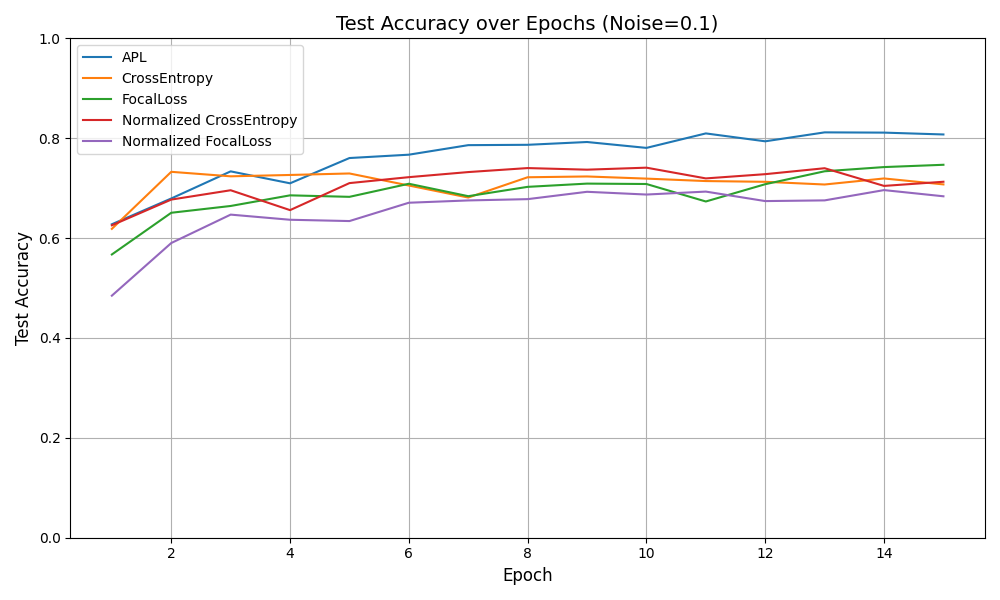 Test Accuracy over Epochs (Noise=0.1)
APL
CrossEntropy
FocalLoss
Normalized CrossEntropy
Normalized FocalLoss
1.0
0.8
0.6
0.4
0.2
0.0
Test Accuracy
2 4 6 8 10 12 14
Epoch